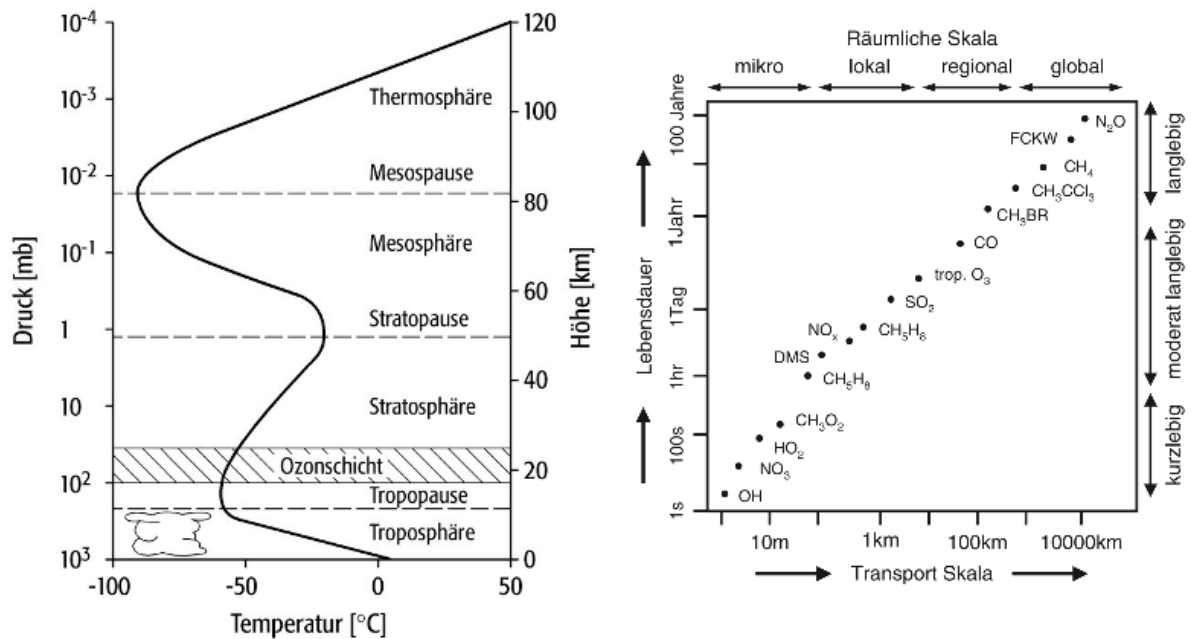 10⁻⁴
10⁻³
10⁻²
10⁻¹
1
10
10²
10³
Druck [mb]
Thermosphäre
Mesopause
Mesosphäre
Stratopause
Stratosphäre
Ozonschicht
Tropopause
Troposphäre
120
100
80
60
40
20
0
Höhe [km]
-100
-50
0
50
Temperatur [°C]
Räumliche Skala
mikro lokal regional global
100 Jahre
1Jahr
1Tag
1hr
100s
1s
Lebensdauer
N₂O
FCKW
CH₄
CH₃CCl₃
CH₃BR
CO
trop. O₃
SO₂
NOₓ CH₅H₈
DMS
CH₅H₈
CH₃O₂
HO₂
NO₃
OH
langlebig
moderat langlebig
kurzlebig
10m 1km 100km 10000km
Transport Skala